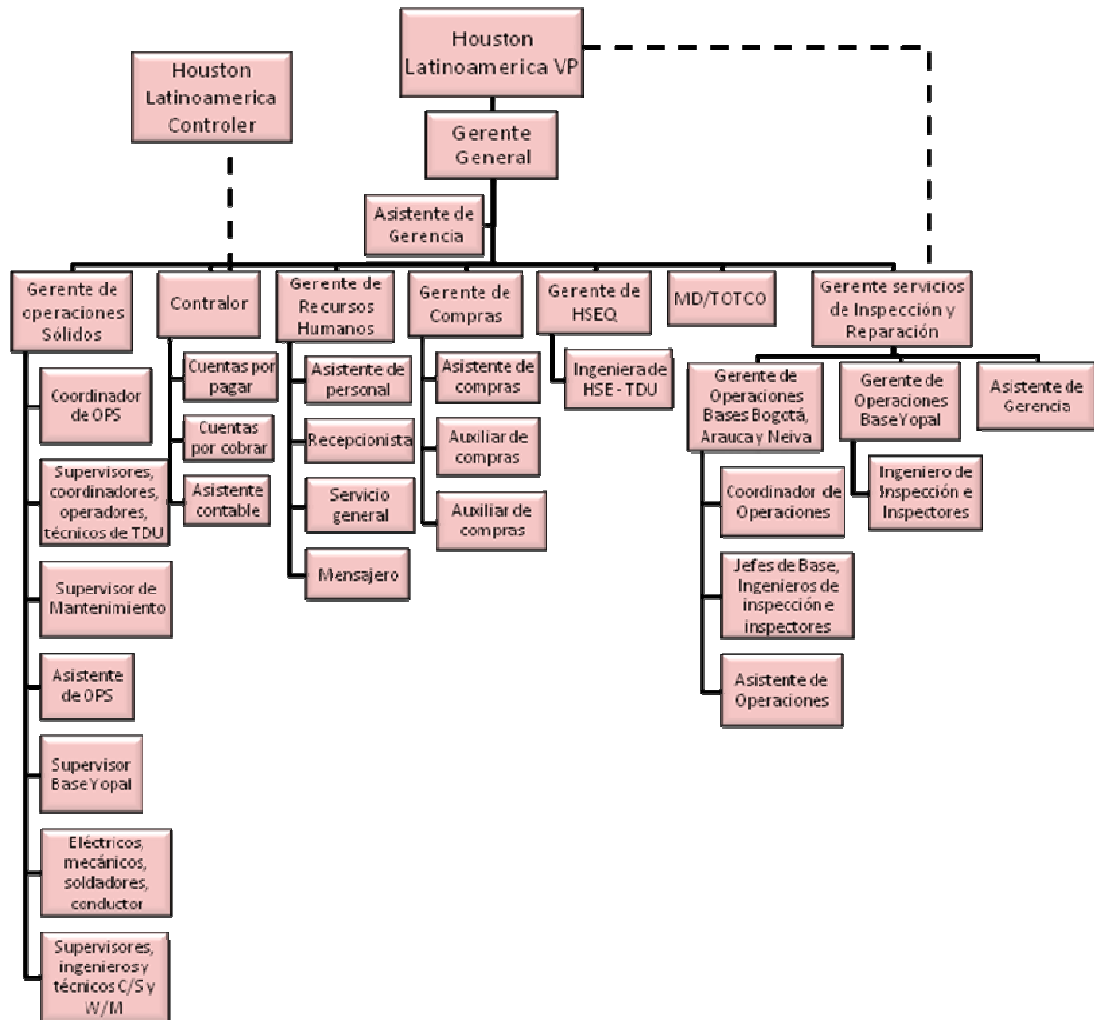 Houston
Latinoamerica VP
Houston
Latinoamerica
Controler
Gerente
General
Asistente de
Gerencia
Gerente de
operaciones
Sólidos
Contralor
Gerente de
Recursos
Humanos
Gerente de
Compras
Gerente de
HSEQ
MD/TOTCO
Gerente servicios
de Inspección y
Reparación
Coordinador
de OPS
Supervisores,
coordinadores,
operadores,
técnicos de TDU
Supervisor de
Mantenimiento
Asistente
de OPS
Supervisor
Base Yopal
Eléctricos,
mecánicos,
soldadores,
conductor
Supervisores,
ingenieros y
técnicos C/S y
W/M
Cuentas por
pagar
Cuentas
por cobrar
Asistente
contable
Asistente de
personal
Recepcionista
Servicio
general
Mensajero
Asistente de
compras
Auxiliar de
compras
Auxiliar de
compras
Ingeniera de
HSE - TDU
Gerente de
Operaciones
Bases Bogotá,
Arauca y Neiva
Gerente de
Operaciones
Base Yopal
Asistente de
Gerencia
Coordinador de
Operaciones
Jefes de Base,
Ingenieros de
inspección e
inspectores
Asistente de
Operaciones
Ingeniero de
Inspección e
Inspectores